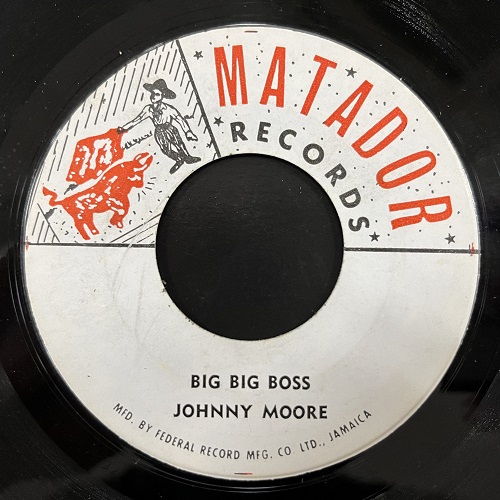 MATADOR
RECORDS
BIG BIG BOSS
JOHNNY MOORE
MFD. BY FEDERAL RECORD MFG. CO LTD., JAMAICA